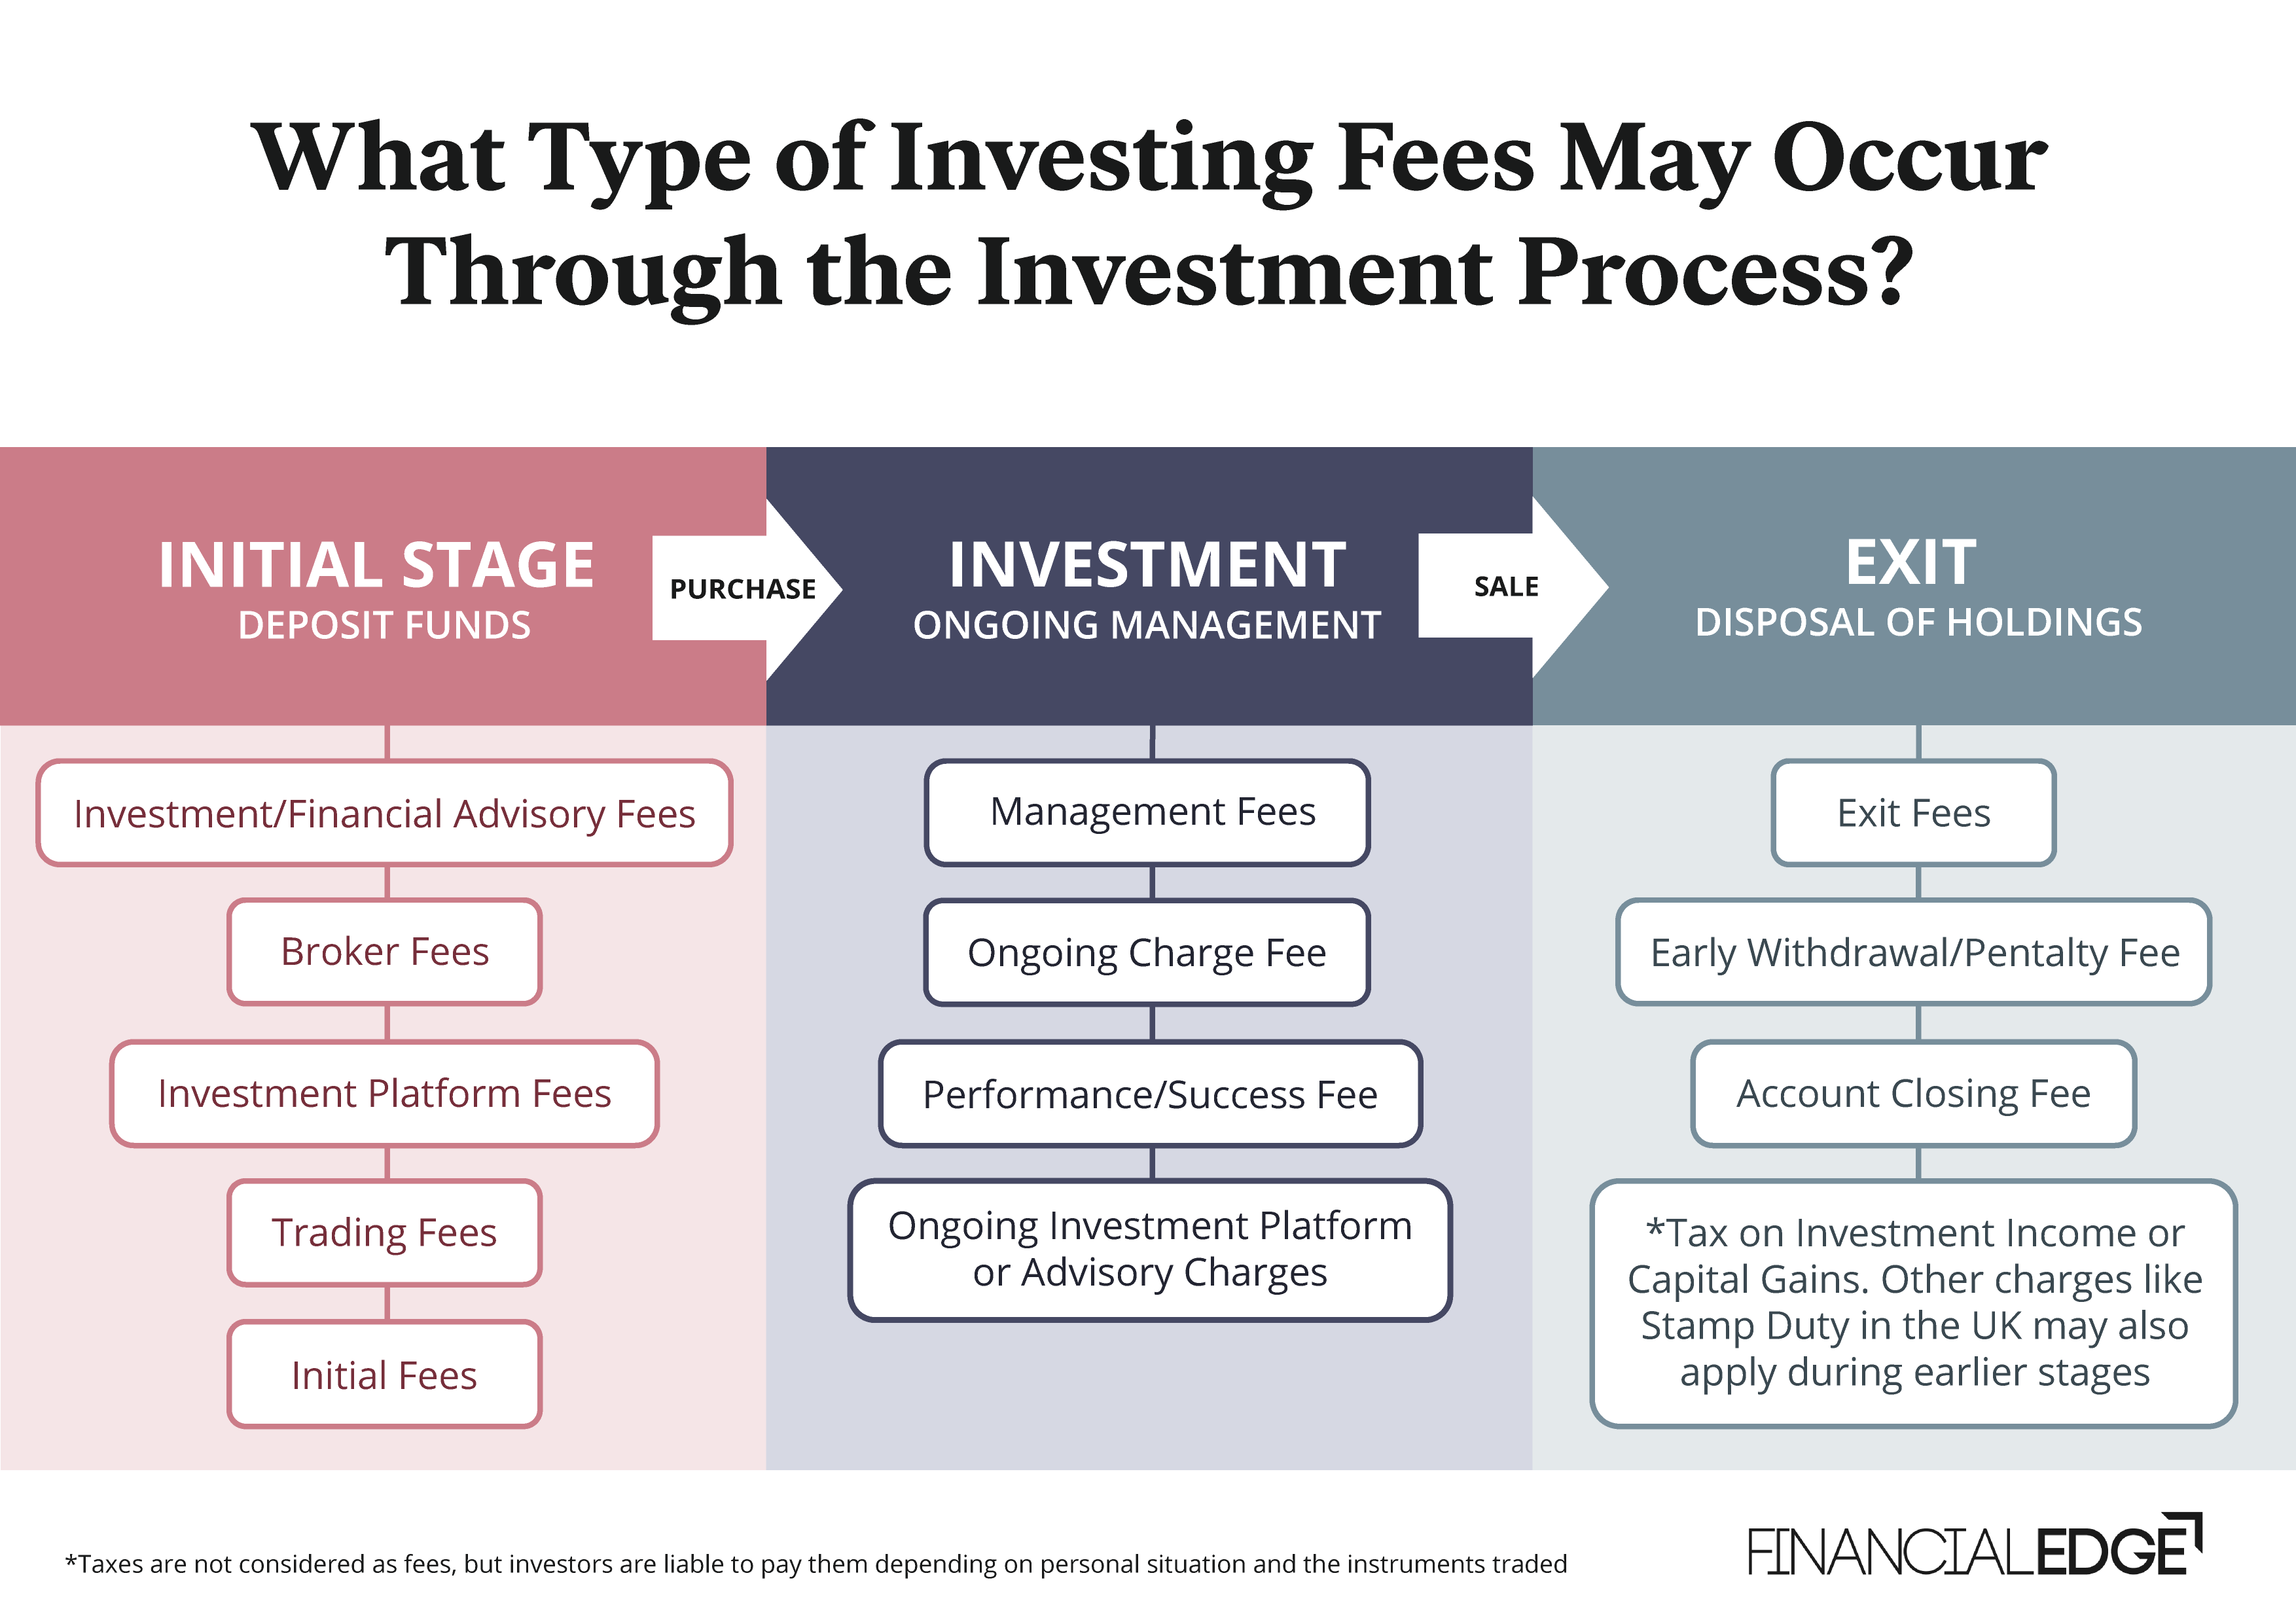 What Type of Investing Fees May Occur
Through the Investment Process?
INITIAL STAGE
DEPOSIT FUNDS
PURCHASE
INVESTMENT
ONGOING MANAGEMENT
SALE
EXIT
DISPOSAL OF HOLDINGS
Investment/Financial Advisory Fees
Broker Fees
Investment Platform Fees
Trading Fees
Initial Fees
Management Fees
Ongoing Charge Fee
Performance/Success Fee
Ongoing Investment Platform
or Advisory Charges
Exit Fees
Early Withdrawal/Pentalty Fee
Account Closing Fee
*Tax on Investment Income or
Capital Gains. Other charges like
Stamp Duty in the UK may also
apply during earlier stages
*Taxes are not considered as fees, but investors are liable to pay them depending on personal situation and the instruments traded
FINANCIALEDGE